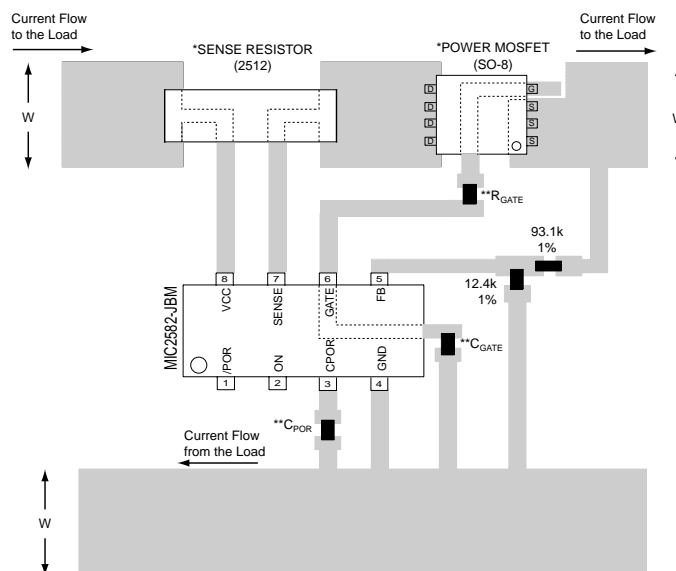 Current Flow
to the Load
*SENSE RESISTOR
(2512)
*POWER MOSFET
(SO-8)
Current Flow
to the Load
W
W
D
D
D
D
G
S
S
S
**RGATE
93.1k
1%
12.4k
1%
8
7
6
5
VCC
SENSE
GATE
FB
MIC2582-JBM
/POR
ON
CPOR
GND
1
2
3
4
**CGATE
**CPOR
Current Flow
from the Load
W